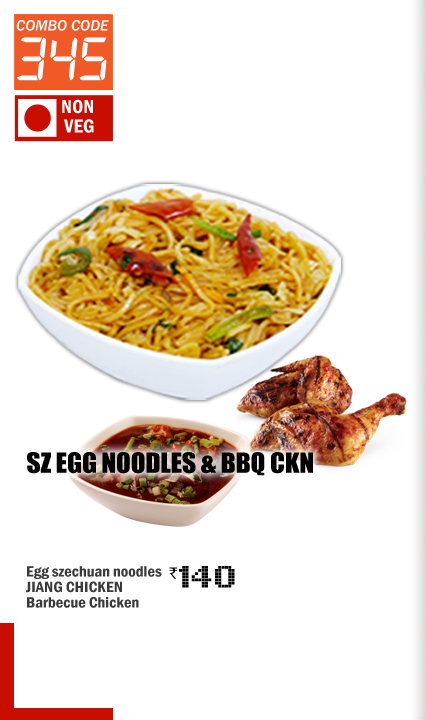 COMBO CODE
345
NON
VEG
SZ EGG NOODLES & BBQ CKN
Egg szechuan noodles ₹140
JIANG CHICKEN
Barbecue Chicken